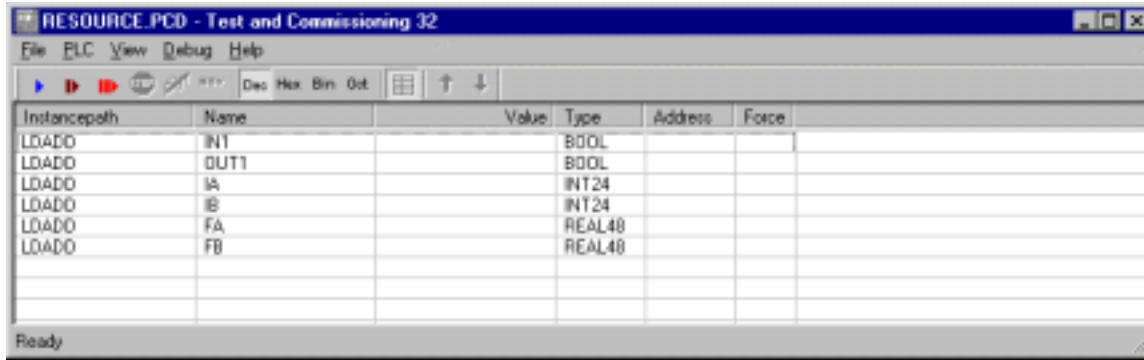 RESOURCE.PCD - Test and Commissioning 32
File PLC View Debug Help
Dec Hex Bin Oct
Instancepath Name Value Type Address Force
LDADD IN1 BOOL
LDADD OUT1 BOOL
LDADD IA INT24
LDADD IB INT24
LDADD FA REAL48
LDADD FB REAL48
Ready